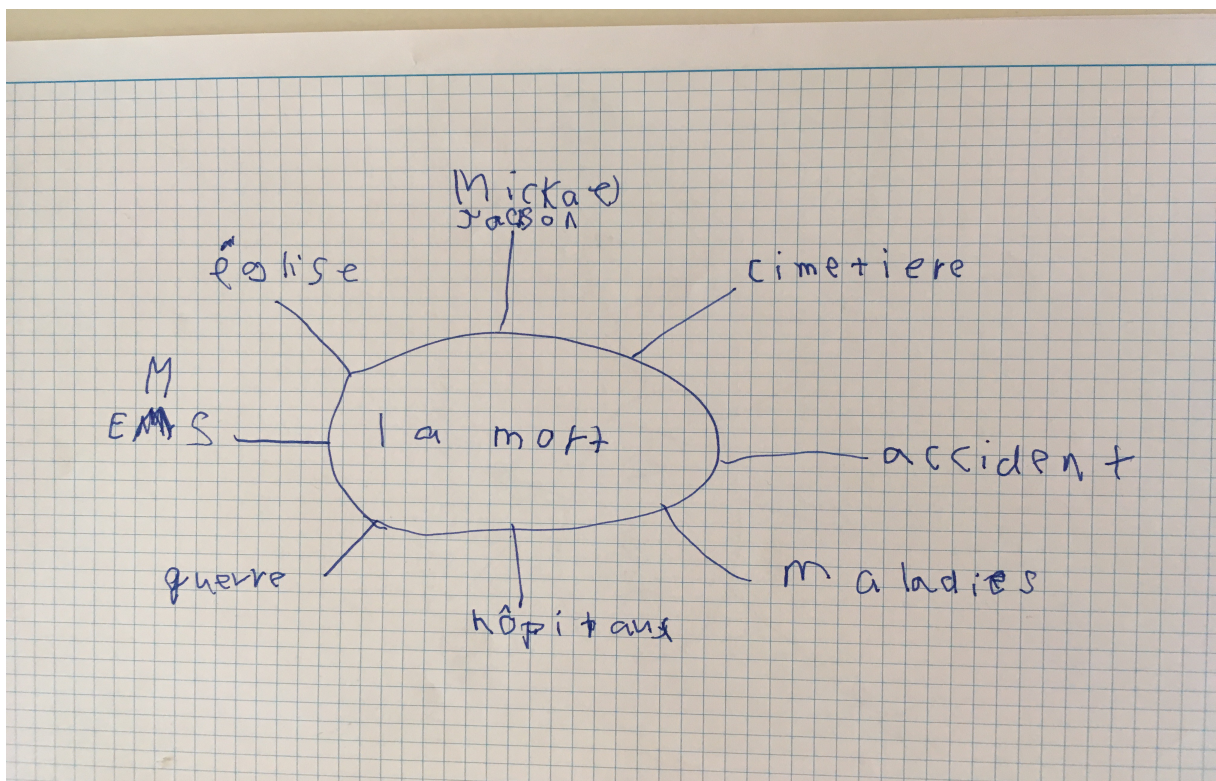 Mickael
Jacson
église
cimetiere
M
EMS
la mort
accident
guerre
maladies
hôpitaux